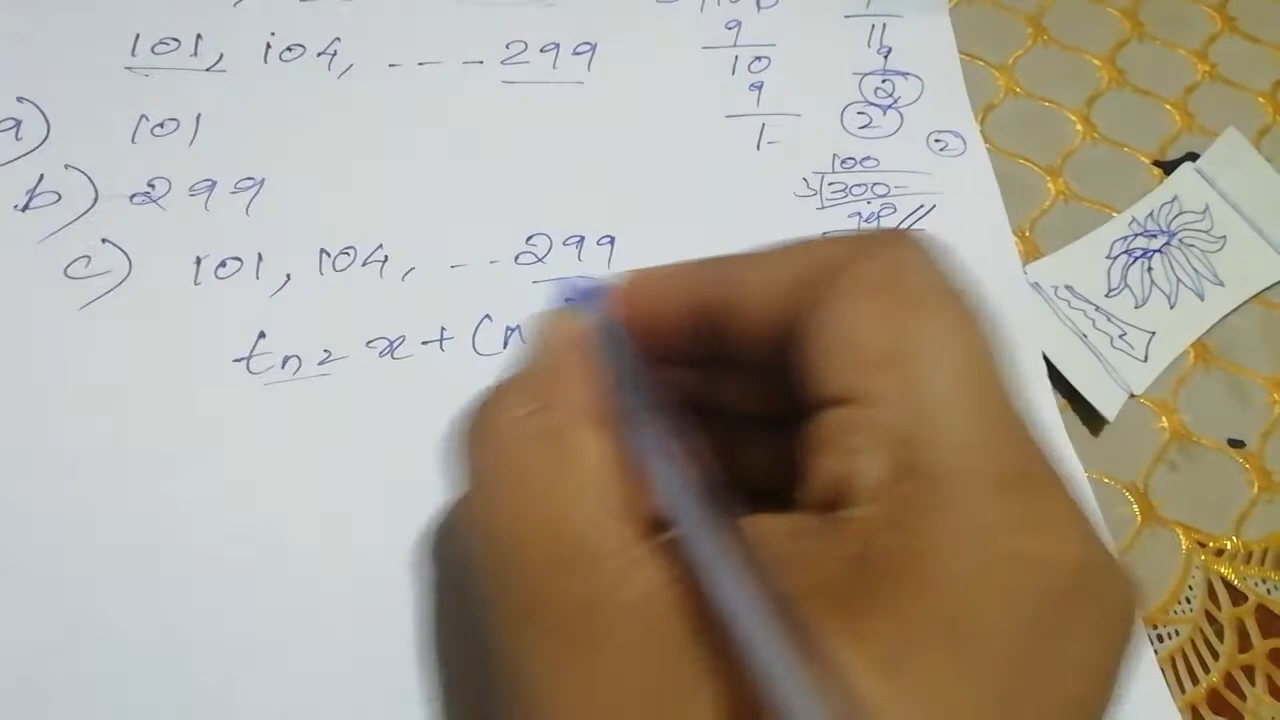 101, 104, ---- 299
a) 101
b) 299
c) 101, 104, --- 299
tn = x + (n
9
10
9
1-
11
9
2
2
2
100
3 300